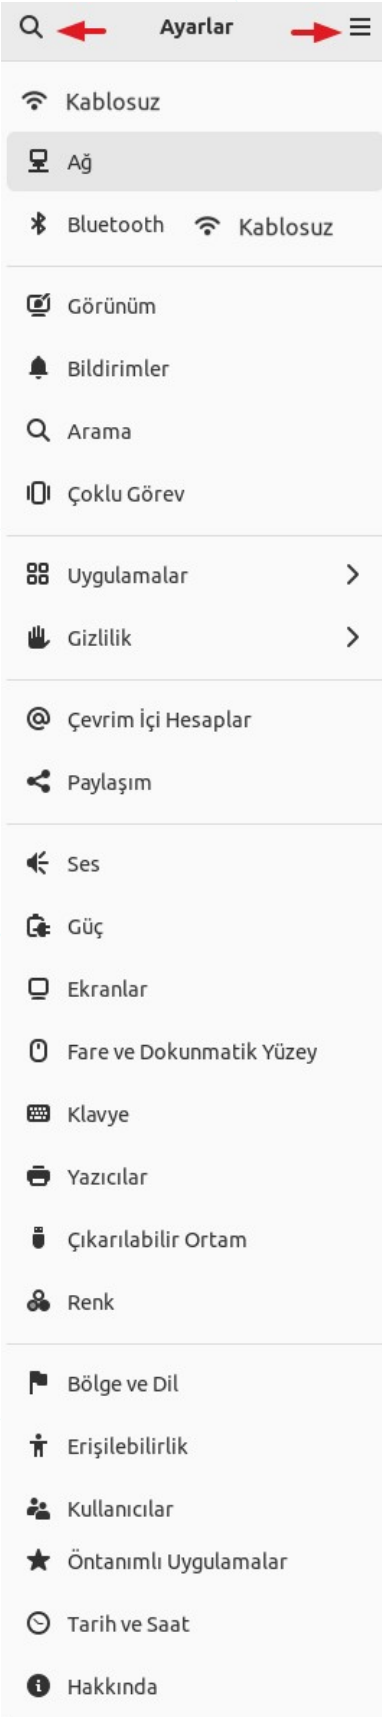 Ayarlar
Kablosuz
Ağ
Bluetooth Kablosuz
Görünüm
Bildirimler
Arama
Çoklu Görev
Uygulamalar
Gizlilik
Çevrim İçi Hesaplar
Paylaşım
Ses
Güç
Ekranlar
Fare ve Dokunmatik Yüzey
Klavye
Yazıcılar
Çıkarılabilir Ortam
Renk
Bölge ve Dil
Erişilebilirlik
Kullanıcılar
Öntanımlı Uygulamalar
Tarih ve Saat
Hakkında